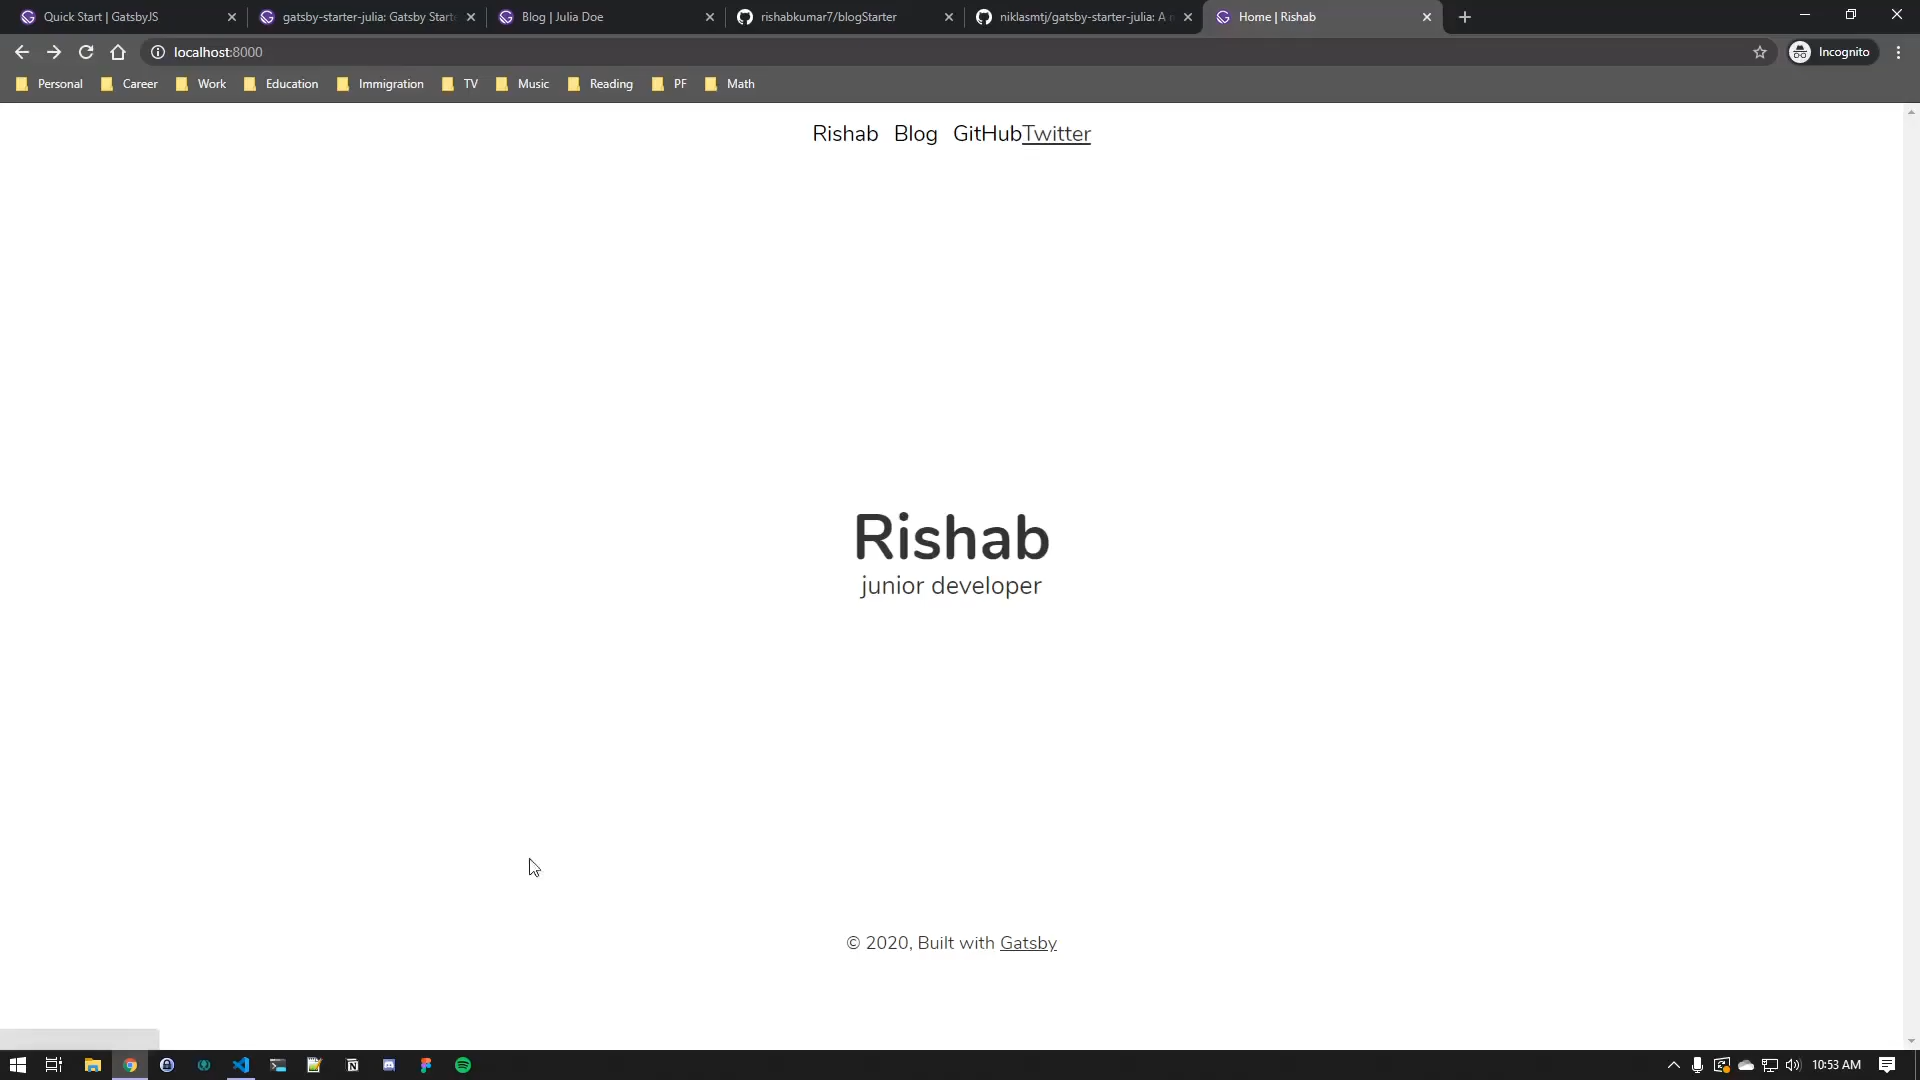 Quick Start | GatsbyJS
gatsby-starter-julia: Gatsby Start
Blog | Julia Doe
rishabkumar7/blogStarter
niklasmtj/gatsby-starter-julia: A
Home | Rishab
localhost:8000
Incognito
Personal Career Work Education Immigration TV Music Reading PF Math
Rishab Blog GitHubTwitter
Rishab
junior developer
© 2020, Built with Gatsby
10:53 AM